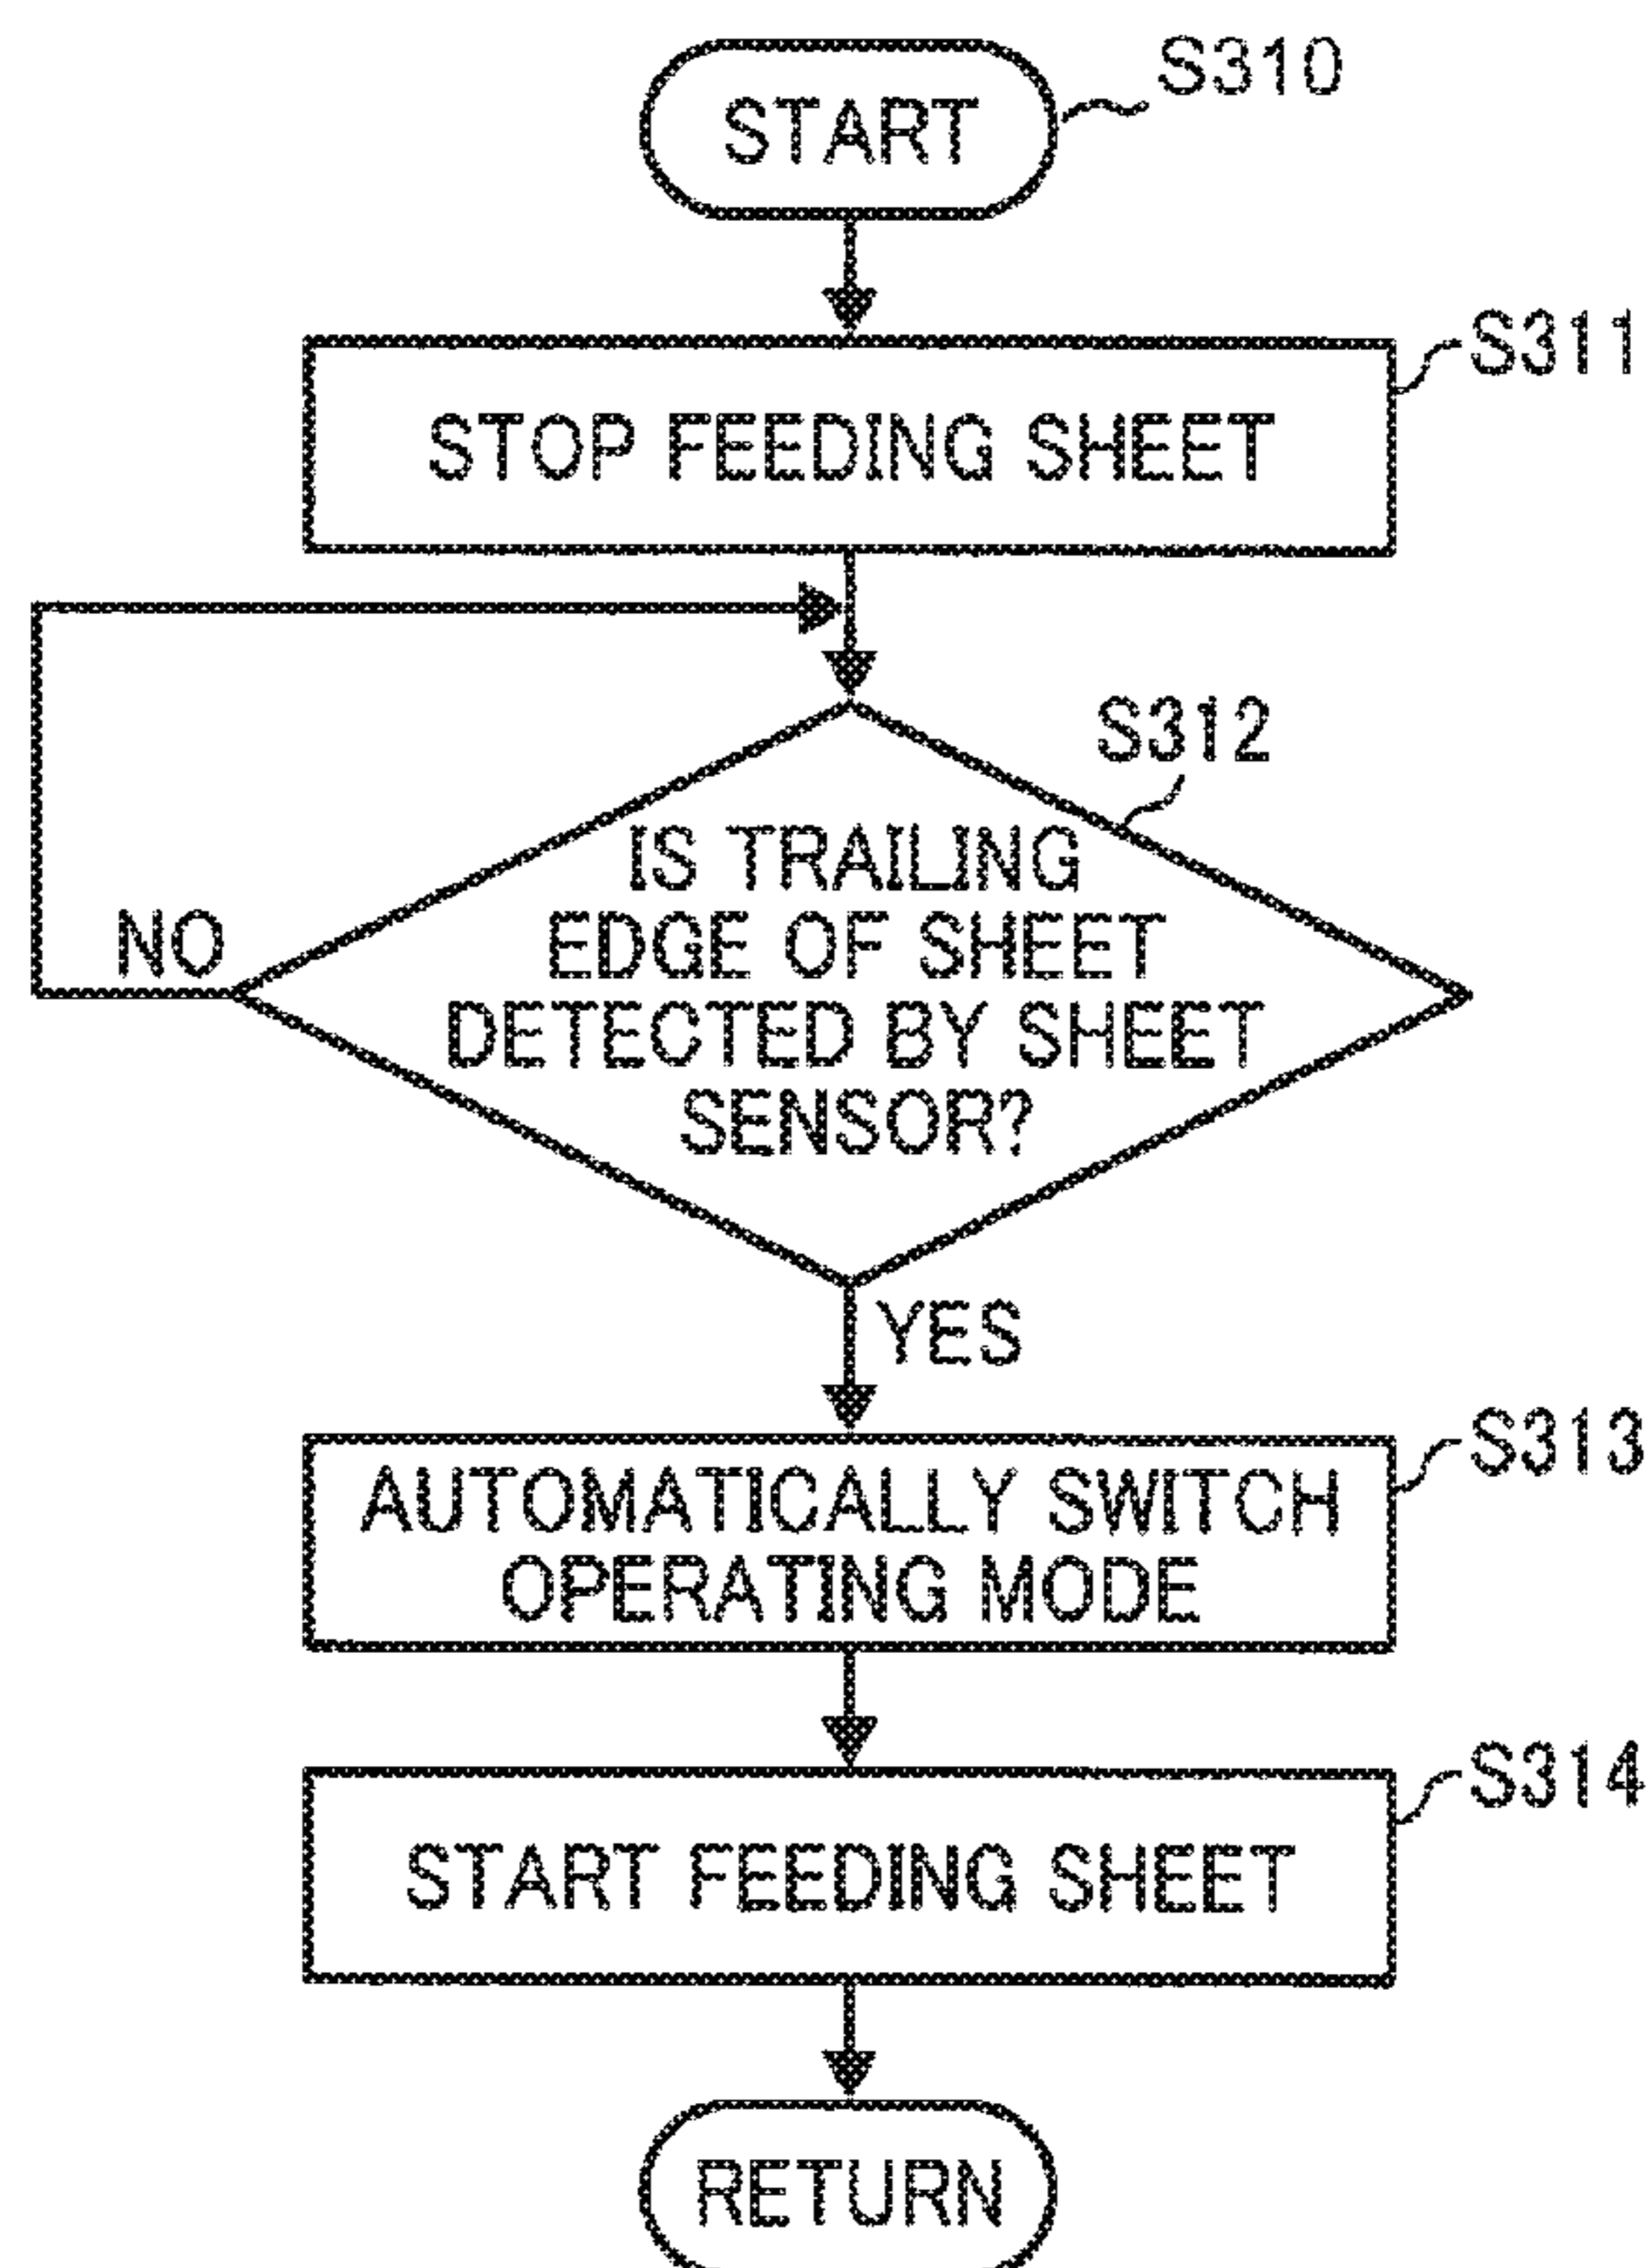 START
S310
STOP FEEDING SHEET
S311
S312
IS TRAILING
EDGE OF SHEET
DETECTED BY SHEET
SENSOR?
NO
YES
AUTOMATICALLY SWITCH
OPERATING MODE
S313
START FEEDING SHEET
S314
RETURN